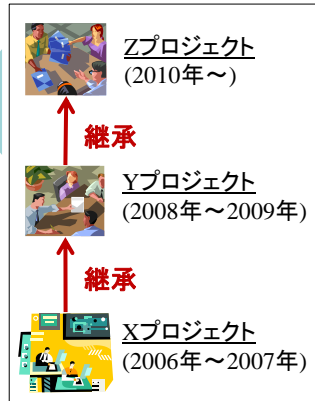 Zプロジェクト
(2010年～)
継承
Yプロジェクト
(2008年～2009年)
継承
Xプロジェクト
(2006年～2007年)